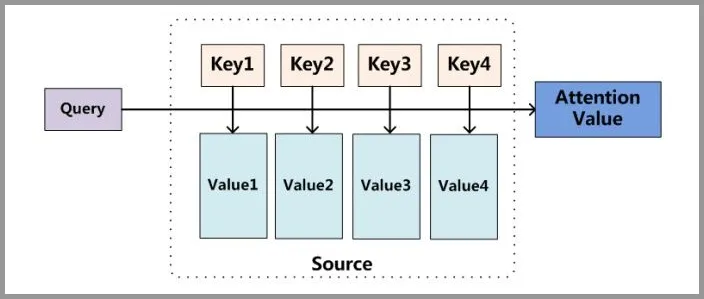 Key1 Key2 Key3 Key4
Query
Attention
Value
Value1 Value2 Value3 Value4
Source